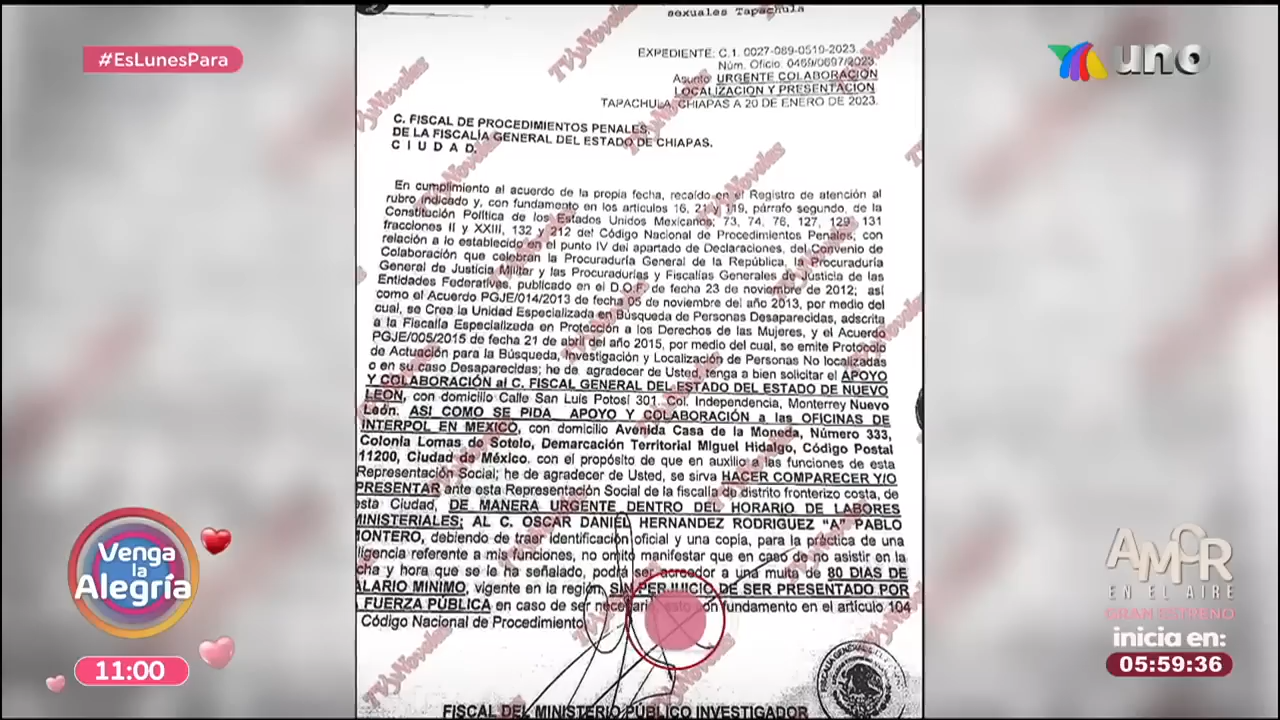 #EsLunesPara
uno
sexuales Tapachula
EXPEDIENTE: C.1. 0027-089-0519-2023.
Núm. Oficio: 0469/0697/2023.
Asunto: URGENTE COLABORACION
LOCALIZACION Y PRESENTACION
TAPACHULA, CHIAPAS A 20 DE ENERO DE 2023.
C. FISCAL DE PROCEDIMIENTOS PENALES,
DE LA FISCALÍA GENERAL DEL ESTADO DE CHIAPAS.
C I U D A D.
En cumplimiento al acuerdo de la propia fecha, recaído en el Registro de atención al
rubro indicado y, con fundamento en los artículos 16, 21 y 119, párrafo segundo, de la
Constitución Política de los Estados Unidos Mexicanos; 73, 74, 76, 127, 129, 131
fracciones II y XXIII, 132 y 212 del Código Nacional de Procedimientos Penales; con
relación a lo establecido en el punto IV del apartado de Declaraciones, del Convenio de
Colaboración que celebran la Procuraduría General de la República, la Procuraduría
General de Justicia Militar y las Procuradurías y Fiscalías Generales de Justicia de las
Entidades Federativas, publicado en el D.O.F. de fecha 23 de noviembre de 2012; así
como el Acuerdo PGJE/014/2013 de fecha 05 de noviembre del año 2013, por medio del
cual, se Crea la Unidad Especializada en Búsqueda de Personas Desaparecidas, adscrita
a la Fiscalía Especializada en Protección a los Derechos de las Mujeres, y el Acuerdo
PGJE/005/2015 de fecha 21 de abril del año 2015, por medio del cual, se emite Protocolo
de Actuación para la Búsqueda, Investigación y Localización de Personas No localizadas
o en su caso Desaparecidas; he de agradecer de Usted, tenga a bien solicitar el APOYO
Y COLABORACIÓN al C. FISCAL GENERAL DEL ESTADO DEL ESTADO DE NUEVO
LEON, con domicilio Calle San Luis Potosí 301, Col. Independencia, Monterrey Nuevo
León. ASI COMO SE PIDA APOYO Y COLABORACIÓN a las OFICINAS DE
INTERPOL EN MEXICO, con domicilio Avenida Casa de la Moneda, Número 333,
Colonia Lomas de Sotelo, Demarcación Territorial Miguel Hidalgo, Código Postal
11200, Ciudad de México, con el propósito de que en auxilio a las funciones de esta
Representación Social; he de agradecer de Usted, se sirva HACER COMPARECER Y/O
PRESENTAR ante esta Representación Social de la fiscalía de distrito fronterizo costa, de
esta Ciudad, DE MANERA URGENTE DENTRO DEL HORARIO DE LABORES
MINISTERIALES; AL C. OSCAR DANIEL HERNANDEZ RODRIGUEZ "A" PABLO
MONTERO, debiendo de traer identificación oficial y una copia, para la práctica de una
ligencia referente a mis funciones, no omito manifestar que en caso de no asistir en la
cha y hora que se le ha señalado, podrá ser acreedor a una multa de 80 DIAS DE
ALARIO MINIMO, vigente en la región, SIN PERJUICIO DE SER PRESENTADO POR
A FUERZA PÚBLICA en caso de ser necesario esto con fundamento en el artículo 104
Código Nacional de Procedimiento
FISCAL DEL MINISTERIO PÚBLICO INVESTIGADOR
TVyNovelas
Venga
la
Alegría
11:00
AMOR
EN EL AIRE
GRAN ESTRENO
inicia en:
05:59:36